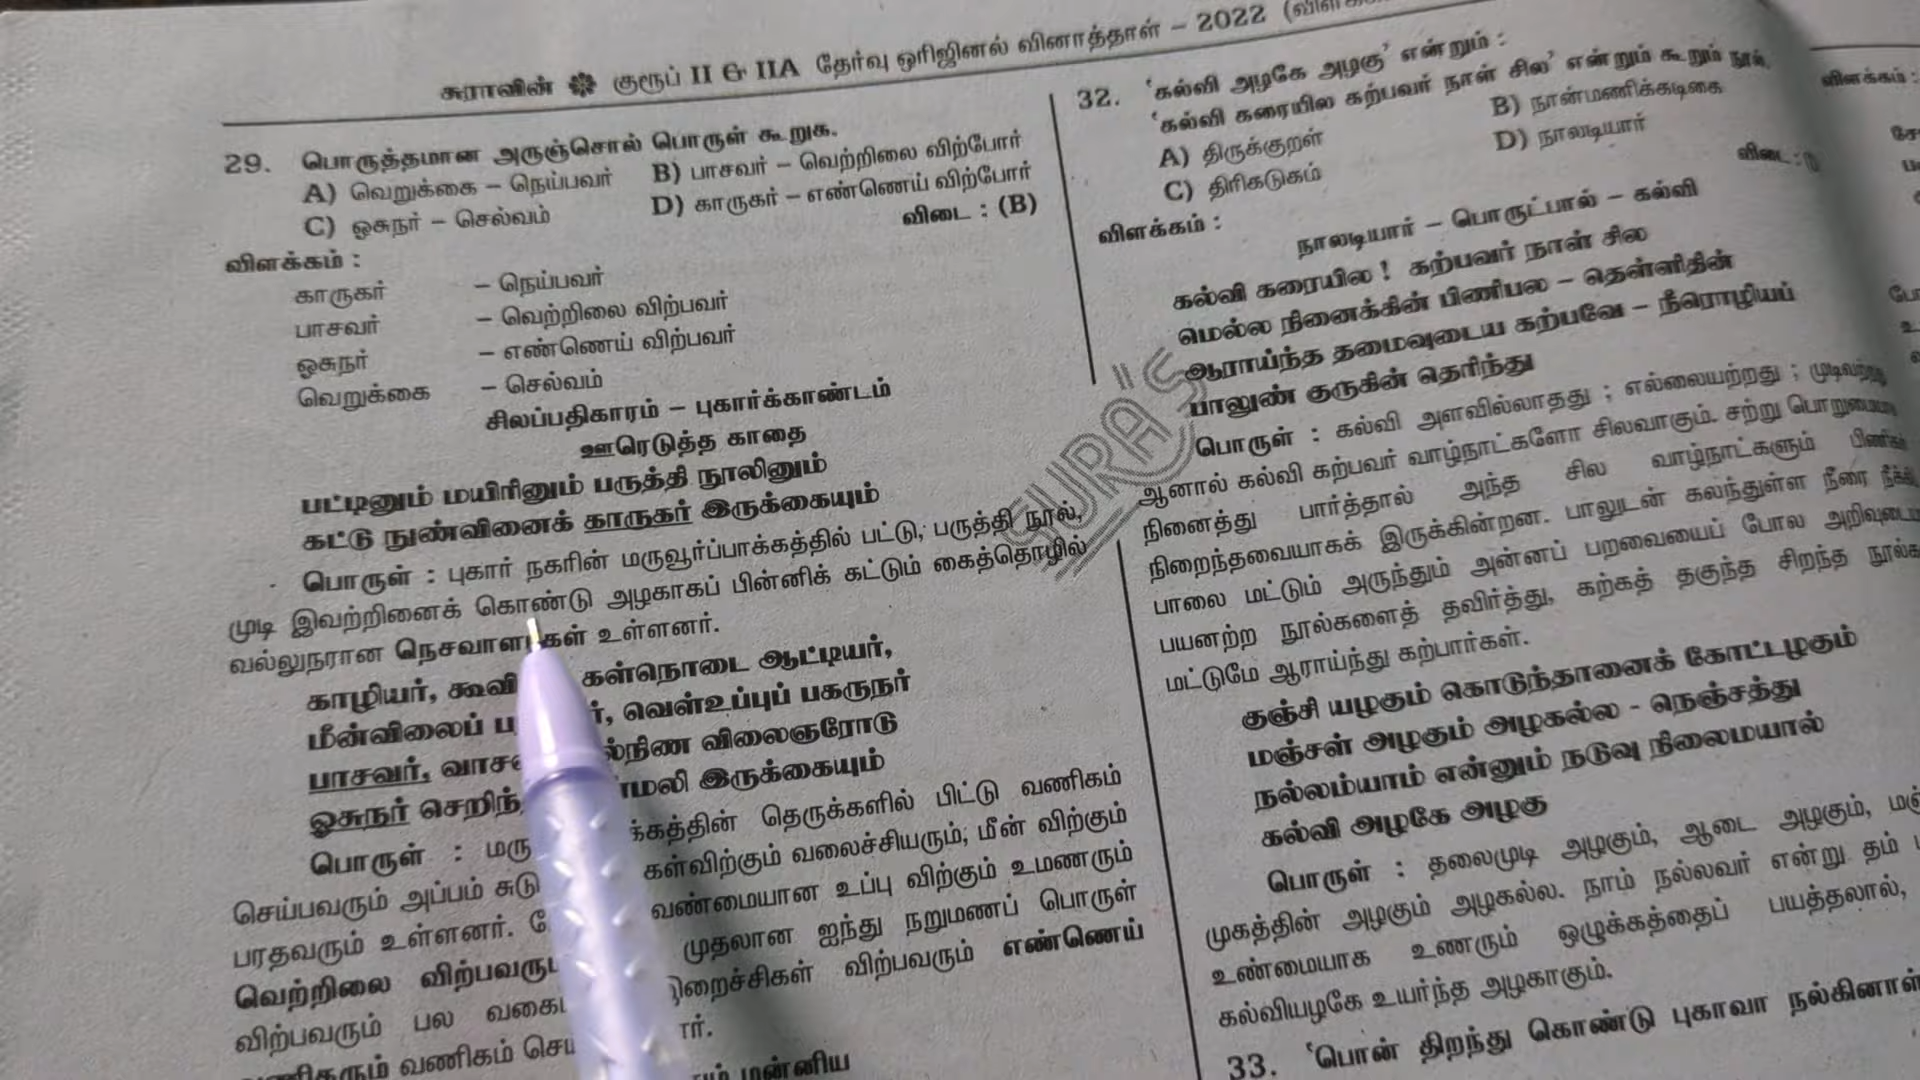 சுராவின் ❃ குரூப் II & IIA தேர்வு ஒரிஜினல் வினாத்தாள் – 2022
29. பொருத்தமான அருஞ்சொல் பொருள் கூறுக.
A) வெறுக்கை – நெய்பவர் B) பாசவர் – வெற்றிலை விற்போர்
C) ஓசுநர் – செல்வம் D) காருகர் – எண்ணெய் விற்போர்
விடை : (B)
விளக்கம் :
காருகர் – நெய்பவர்
பாசவர் – வெற்றிலை விற்பவர்
ஓசுநர் – எண்ணெய் விற்பவர்
வெறுக்கை – செல்வம்
சிலப்பதிகாரம் – புகார்க்காண்டம்
ஊரெடுத்த காதை
பட்டினும் மயிரினும் பருத்தி நூலினும்
கட்டு நுண்வினைக் காருகர் இருக்கையும்
பொருள் : புகார் நகரின் மருவூர்ப்பாக்கத்தில் பட்டு, பருத்தி நூல்,
முடி இவற்றினைக் கொண்டு அழகாகப் பின்னிக் கட்டும் கைத்தொழில்
வல்லுநரான உள்ளனர்.
காழியர், கள்நொடை ஆட்டியர்,
மீன்விலைப் வெள்உப்புப் பகருநர்
பாசவர், விலைஞரோடு
ஓசுநர் இருக்கையும்
பொருள் : தெருக்களில் பிட்டு வணிகம்
செய்பவரும் அப்பம் சுடு கள்விற்கும் வலைச்சியரும்; மீன் விற்கும்
பரதவரும் உள்ளனர். வண்மையான உப்பு விற்கும் உமணரும்
வெற்றிலை முதலான ஐந்து நறுமணப் பொருள்
விற்பவரும் பல விற்பவரும் எண்ணெய்
வணிகம்
மன்னிய
32. 'கல்வி அழகே அழகு' என்றும் :
'கல்வி கரையில கற்பவர் நாள் சில' என்றும் கூறும் நூல்.
A) திருக்குறள் B) நான்மணிக்கடிகை
C) திரிகடுகம் D) நாலடியார்
விடை :
விளக்கம் :
நாலடியார் – பொருட்பால் – கல்வி
கல்வி கரையில ! கற்பவர் நாள் சில
மெல்ல நினைக்கின் பிணிபல – தெள்ளிதின்
ஆராய்ந்த தமைவுடைய கற்பவே – நீரொழியப்
பாலுண் குருகின் தெரிந்து
பொருள் : கல்வி அளவில்லாதது ; எல்லையற்றது ; முடிவற்றது
ஆனால் கல்வி கற்பவர் வாழ்நாட்களோ சிலவாகும். சற்று
நினைத்து பார்த்தால் அந்த சில வாழ்நாட்களும்
நிறைந்தவையாகக் இருக்கின்றன. பாலுடன் கலந்துள்ள நீரை
பாலை மட்டும் அருந்தும் அன்னப் பறவையைப் போல
பயனற்ற நூல்களைத் தவிர்த்து, கற்கத் தகுந்த சிறந்த
மட்டுமே ஆராய்ந்து கற்பார்கள்.
குஞ்சி யழகும் கொடுந்தானைக் கோட்டழகும்
மஞ்சள் அழகும் அழகல்ல - நெஞ்சத்து
நல்லம்யாம் என்னும் நடுவு நிலைமையால்
கல்வி அழகே அழகு
பொருள் : தலைமுடி அழகும், ஆடை அழகும்,
முகத்தின் அழகும் அழகல்ல. நாம் நல்லவர் என்று தம்
உண்மையாக உணரும் ஒழுக்கத்தைப் பயத்தலால்,
கல்வியழகே உயர்ந்த அழகாகும்.
33. 'பொன் திறந்து கொண்டு புகாவா நல்கினாள்
விளக்கம் :
SURA'S